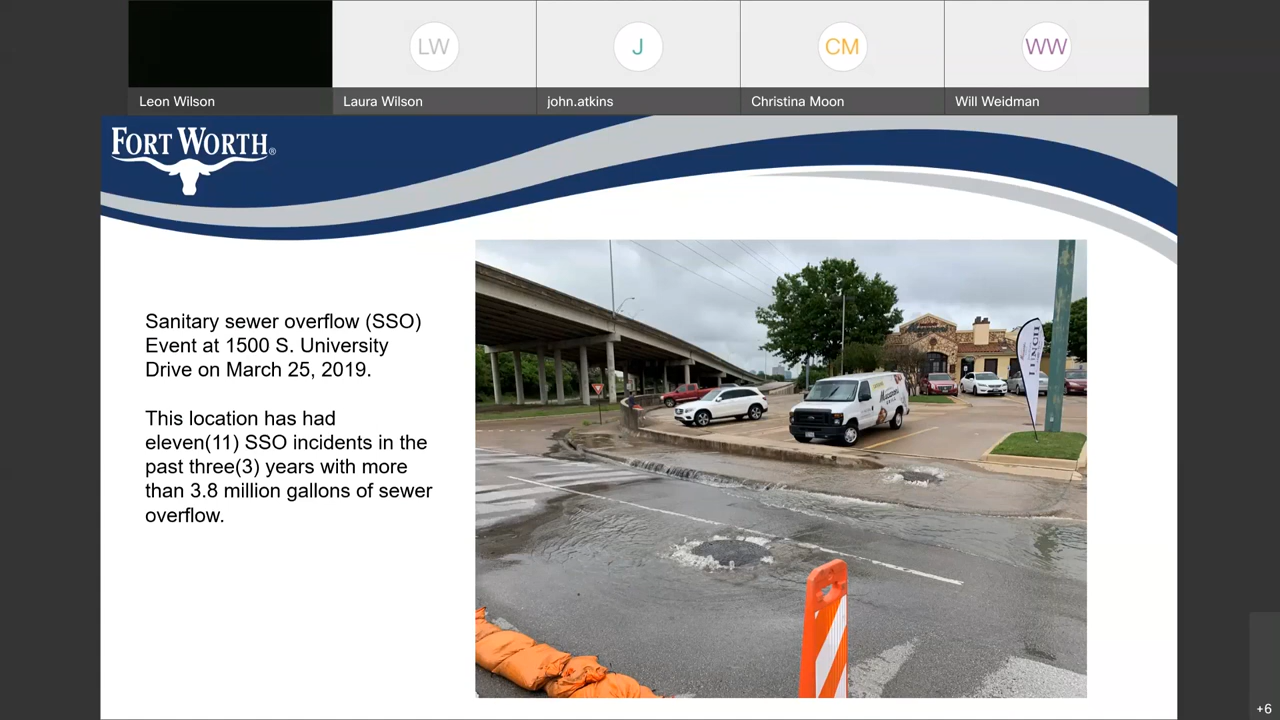 LW
J
CM
WW
Leon Wilson
Laura Wilson
john.atkins
Christina Moon
Will Weidman
FORT WORTH®
Sanitary sewer overflow (SSO)
Event at 1500 S. University
Drive on March 25, 2019.
This location has had
eleven(11) SSO incidents in the
past three(3) years with more
than 3.8 million gallons of sewer
overflow.
LUNCH
+6